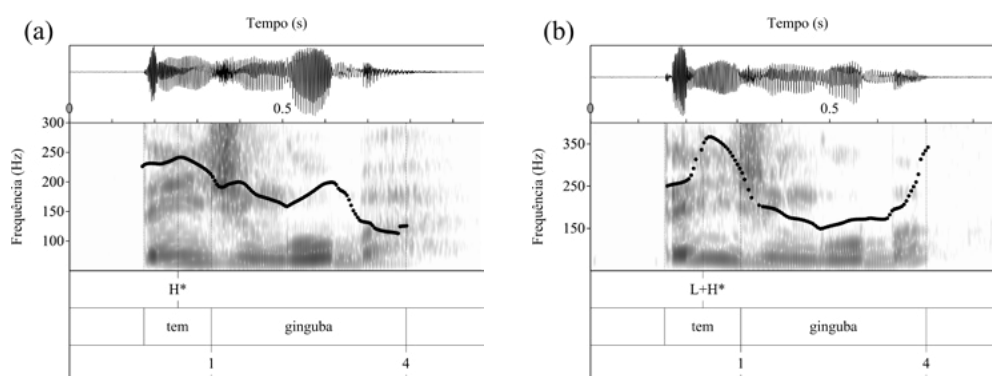 (a)
Tempo (s)
0
0.5
300
250
200
150
100
Frequência (Hz)
H*
tem
ginguba
1
4
(b)
Tempo (s)
0
0.5
350
250
150
Frequência (Hz)
L+H*
tem
ginguba
1
4